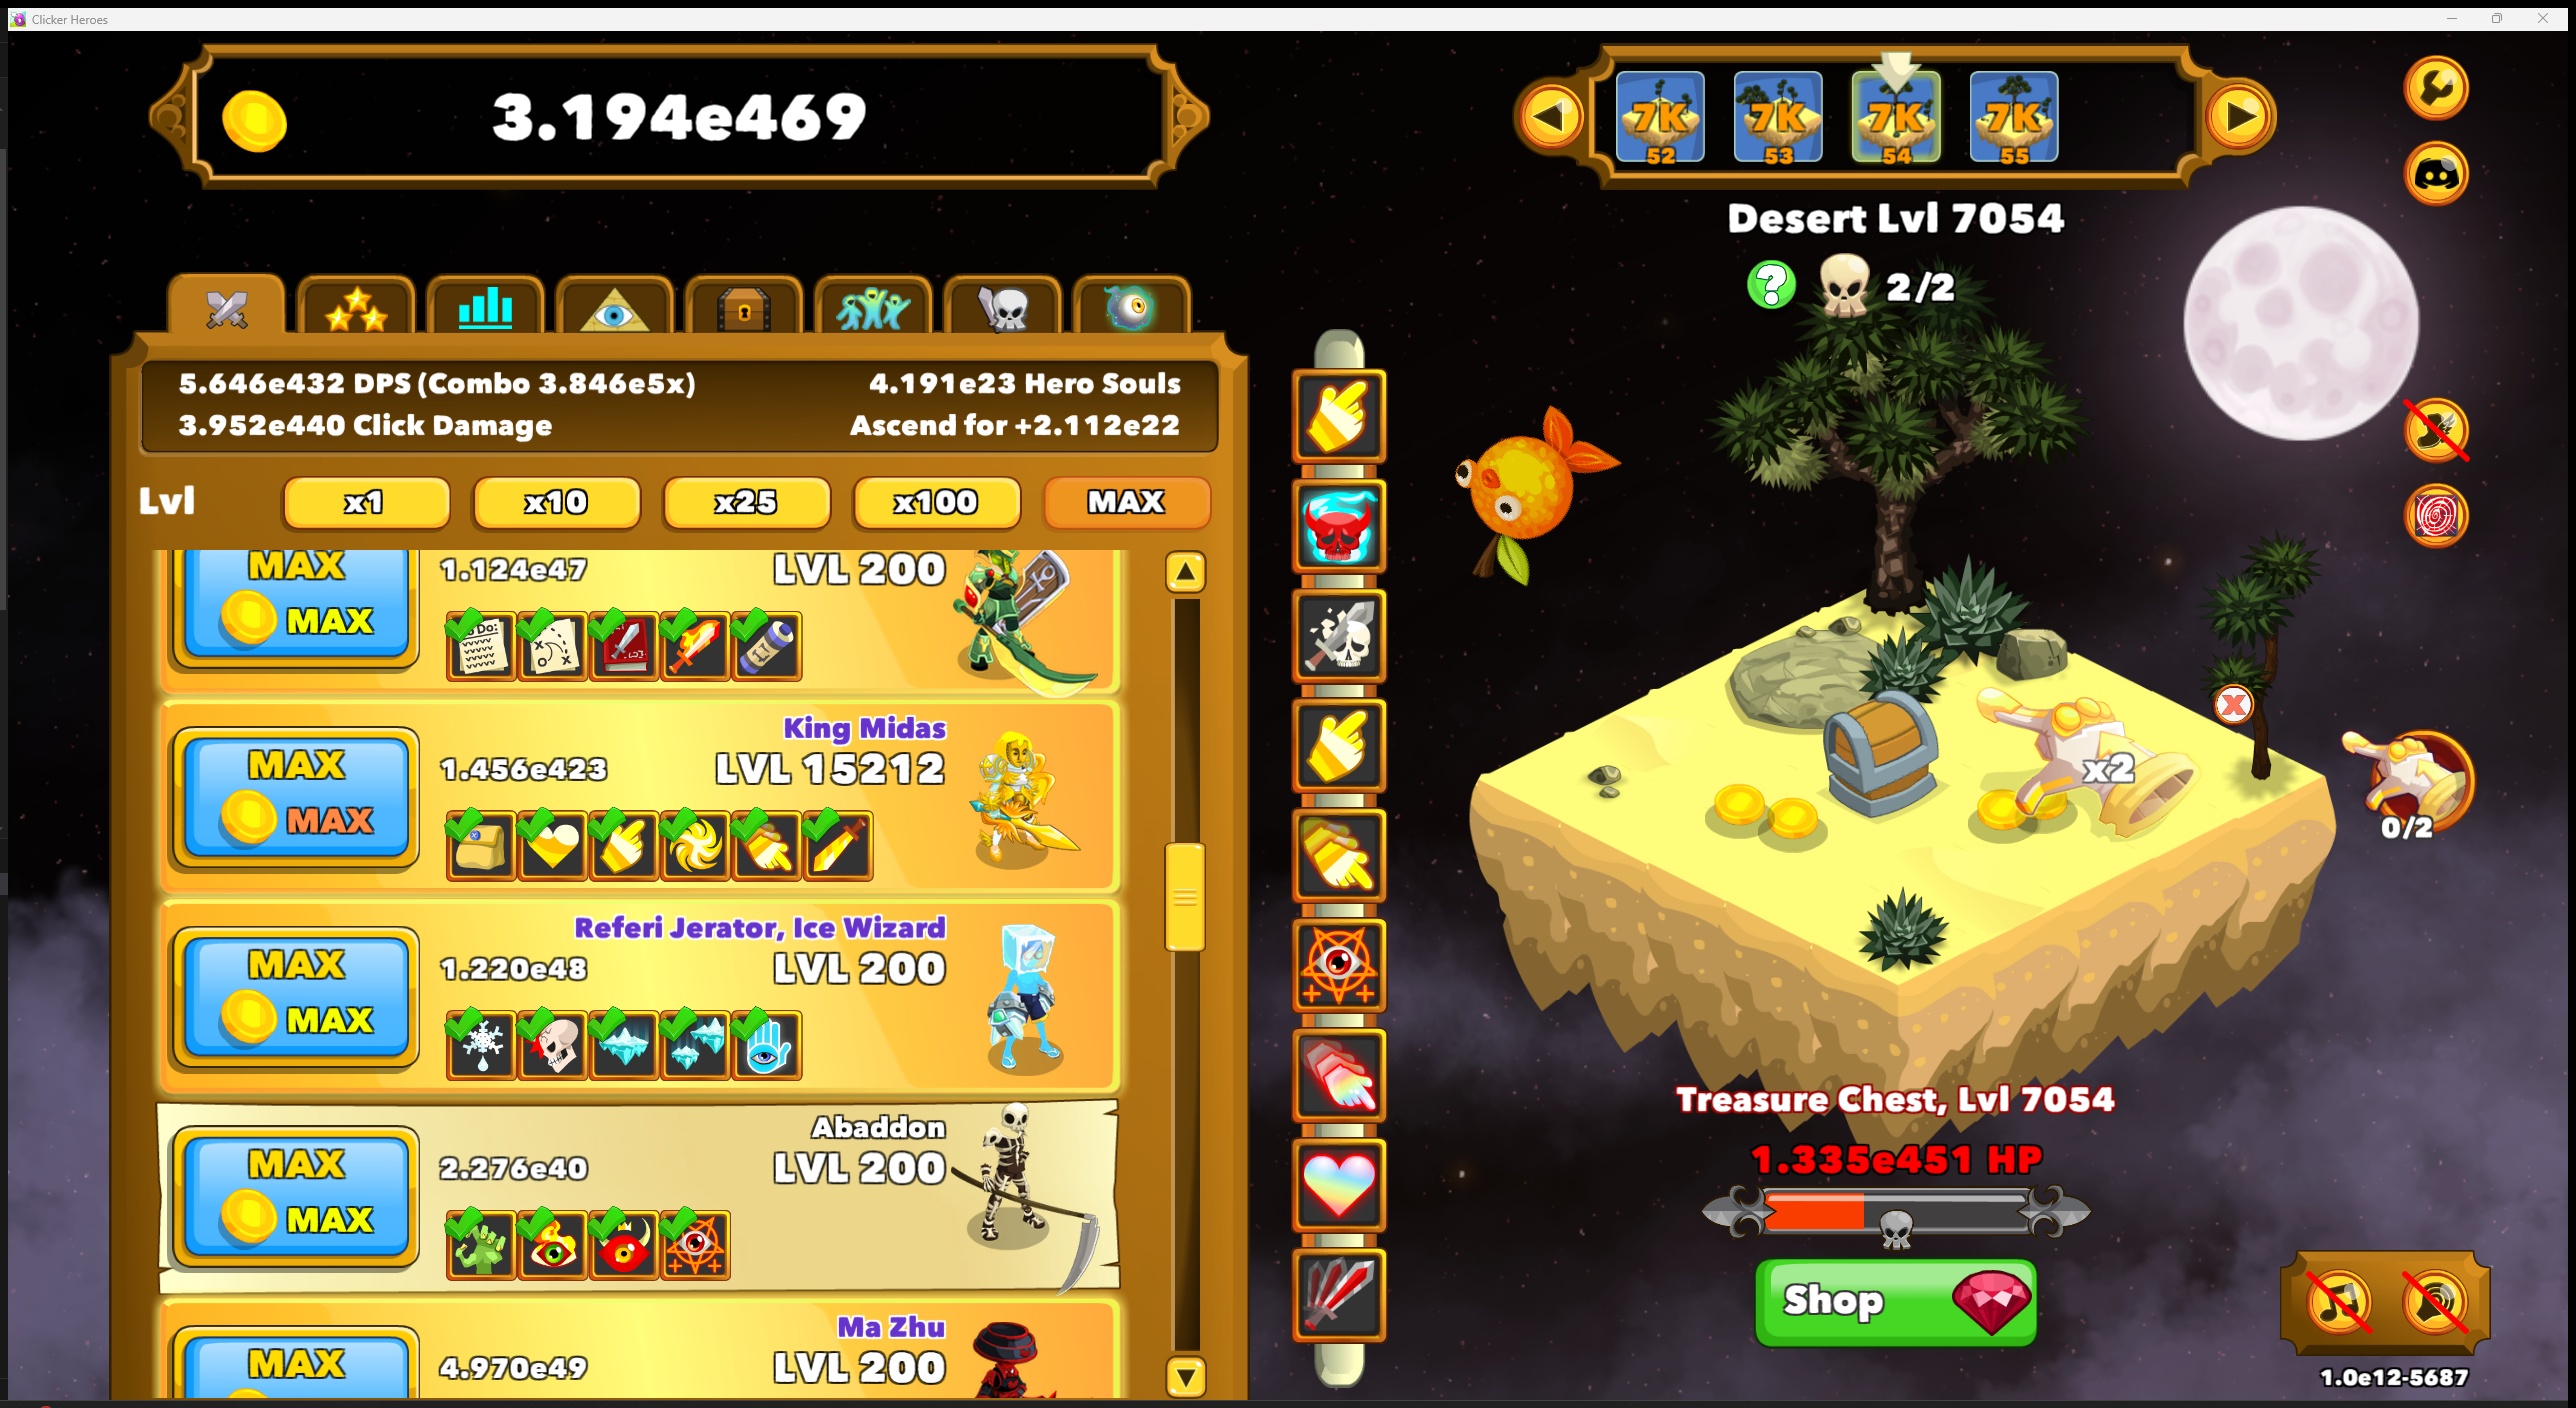 Clicker Heroes
3.194e469
7K
52
7K
53
7K
54
7K
55
Desert Lvl 7054
2/2
5.646e432 DPS (Combo 3.846e5x)
4.191e23 Hero Souls
3.952e440 Click Damage
Ascend for +2.112e22
Lvl
x1
x10
x25
x100
MAX
MAX
MAX
1.124e47
LVL 200
Do:
King Midas
MAX
MAX
1.456e423
LVL 15212
Referi Jerator, Ice Wizard
MAX
MAX
1.220e48
LVL 200
Abaddon
MAX
MAX
2.276e40
LVL 200
Ma Zhu
MAX
4.970e49
LVL 200
x2
0/2
Treasure Chest, Lvl 7054
1.335e451 HP
Shop
1.0e12-5687